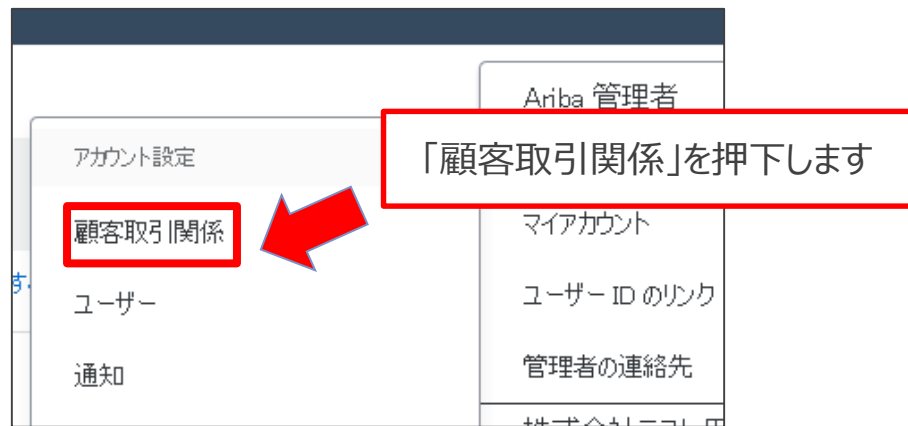 Ariba 管理者
アカウント設定
「顧客取引関係」を押下します
顧客取引関係
マイアカウント
す.
ユーザー
ユーザー ID のリンク
通知
管理者の連絡先